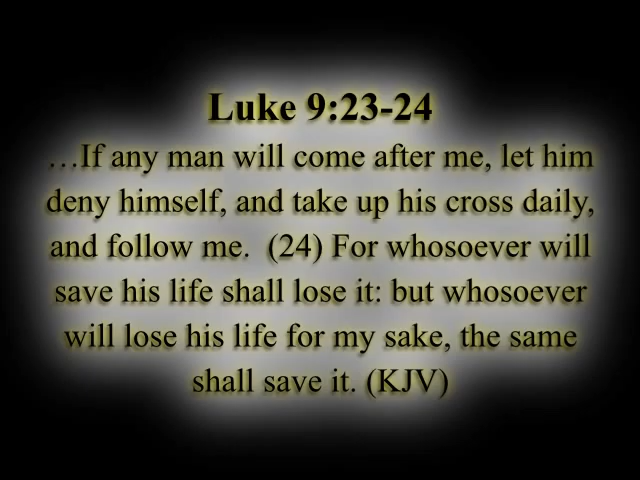 Luke 9:23-24
…If any man will come after me, let him
deny himself, and take up his cross daily,
and follow me.  (24) For whosoever will
save his life shall lose it: but whosoever
will lose his life for my sake, the same
shall save it. (KJV)